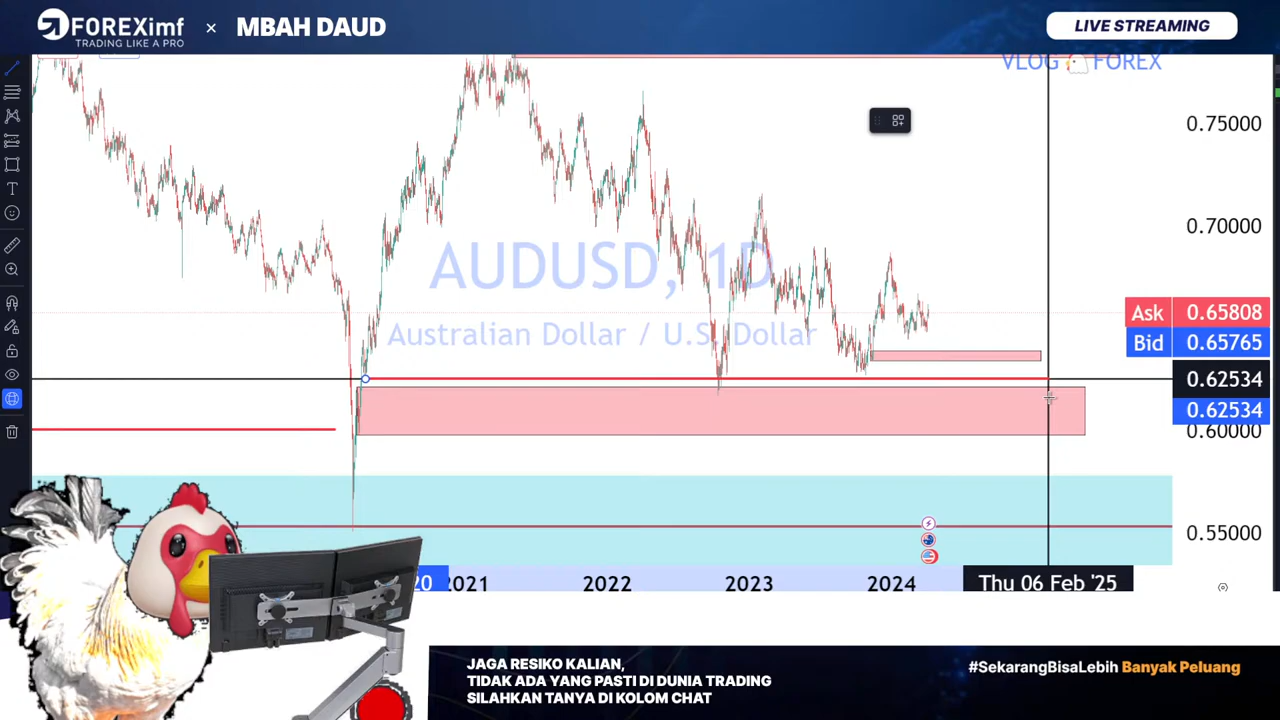 FOREXimf
TRADING LIKE A PRO
×
MBAH DAUD
LIVE STREAMING
VLOG FOREX
0.75000
0.70000
AUDUSD, 1D
Australian Dollar / U.S. Dollar
Ask 0.65808
Bid 0.65765
0.62534
0.62534
0.60000
0.55000
20 2021 2022 2023 2024 Thu 06 Feb '25
JAGA RESIKO KALIAN,
TIDAK ADA YANG PASTI DI DUNIA TRADING
SILAHKAN TANYA DI KOLOM CHAT
#SekarangBisaLebih Banyak Peluang